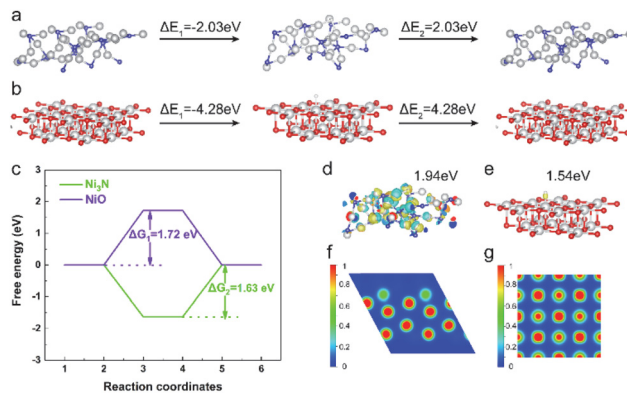 a
ΔE1=-2.03eV
ΔE2=2.03eV
b
ΔE1=-4.28eV
ΔE2=4.28eV
c
Ni3N
NiO
ΔG1=1.72 eV
ΔG2=1.63 eV
Free energy (eV)
3
2
1
0
-1
-2
-3
1 2 3 4 5 6
Reaction coordinates
d
1.94eV
e
1.54eV
f
1
0.8
0.6
0.4
0.2
0
g
1
0.8
0.6
0.4
0.2
0